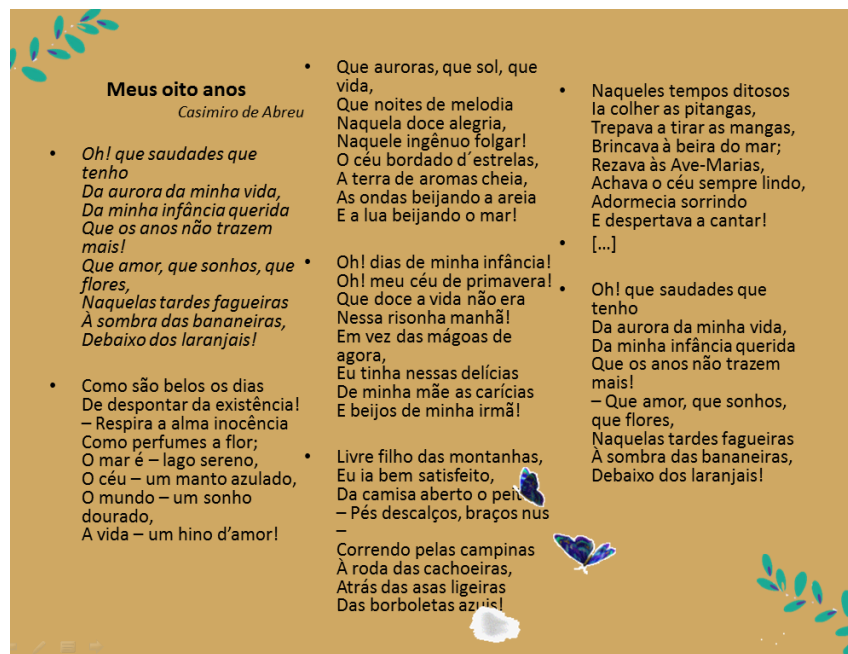 Meus oito anos
Casimiro de Abreu
• Oh! que saudades que
tenho
Da aurora da minha vida,
Da minha infância querida
Que os anos não trazem
mais!
Que amor, que sonhos, que
flores,
Naquelas tardes fagueiras
À sombra das bananeiras,
Debaixo dos laranjais!
• Como são belos os dias
De despontar da existência!
– Respira a alma inocência
Como perfumes a flor;
O mar é – lago sereno,
O céu – um manto azulado,
O mundo – um sonho
dourado,
A vida – um hino d’amor!
• Que auroras, que sol, que
vida,
Que noites de melodia
Naquela doce alegria,
Naquele ingênuo folgar!
O céu bordado d´estrelas,
A terra de aromas cheia,
As ondas beijando a areia
E a lua beijando o mar!
• Oh! dias de minha infância!
Oh! meu céu de primavera!
Que doce a vida não era
Nessa risonha manhã!
Em vez das mágoas de
agora,
Eu tinha nessas delícias
De minha mãe as carícias
E beijos de minha irmã!
• Livre filho das montanhas,
Eu ia bem satisfeito,
Da camisa aberto o
– Pés descalços, braços nus
–
Correndo pelas campinas
À roda das cachoeiras,
Atrás das asas ligeiras
Das borboletas azuis!
• Naqueles tempos ditosos
Ia colher as pitangas,
Trepava a tirar as mangas,
Brincava à beira do mar;
Rezava às Ave-Marias,
Achava o céu sempre lindo,
Adormecia sorrindo
E despertava a cantar!
• [...]
• Oh! que saudades que
tenho
Da aurora da minha vida,
Da minha infância querida
Que os anos não trazem
mais!
– Que amor, que sonhos,
que flores,
Naquelas tardes fagueiras
À sombra das bananeiras,
Debaixo dos laranjais!